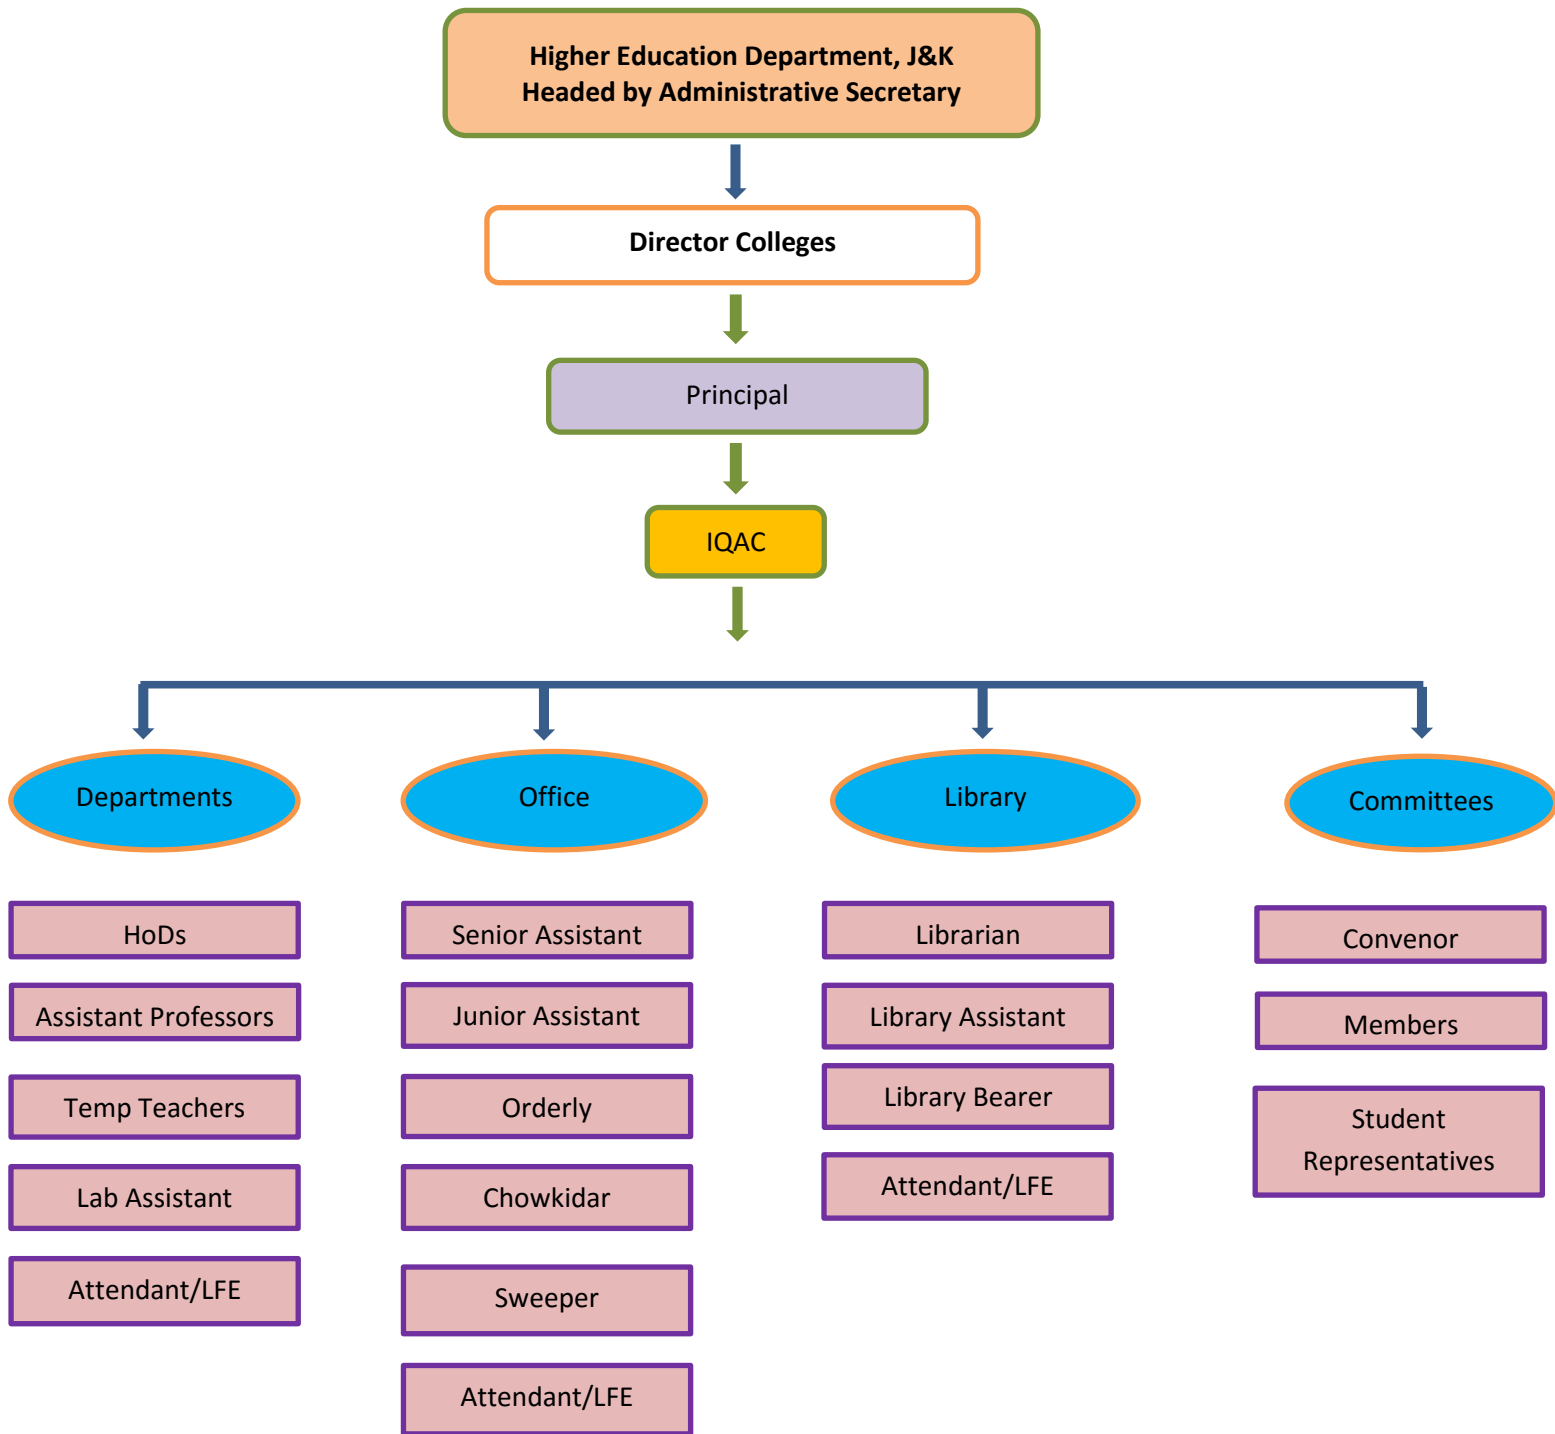 Higher Education Department, J&K
Headed by Administrative Secretary
Director Colleges
Principal
IQAC
Departments
Office
Library
Committees
HoDs
Assistant Professors
Temp Teachers
Lab Assistant
Attendant/LFE
Senior Assistant
Junior Assistant
Orderly
Chowkidar
Sweeper
Attendant/LFE
Librarian
Library Assistant
Library Bearer
Attendant/LFE
Convenor
Members
Student
Representatives